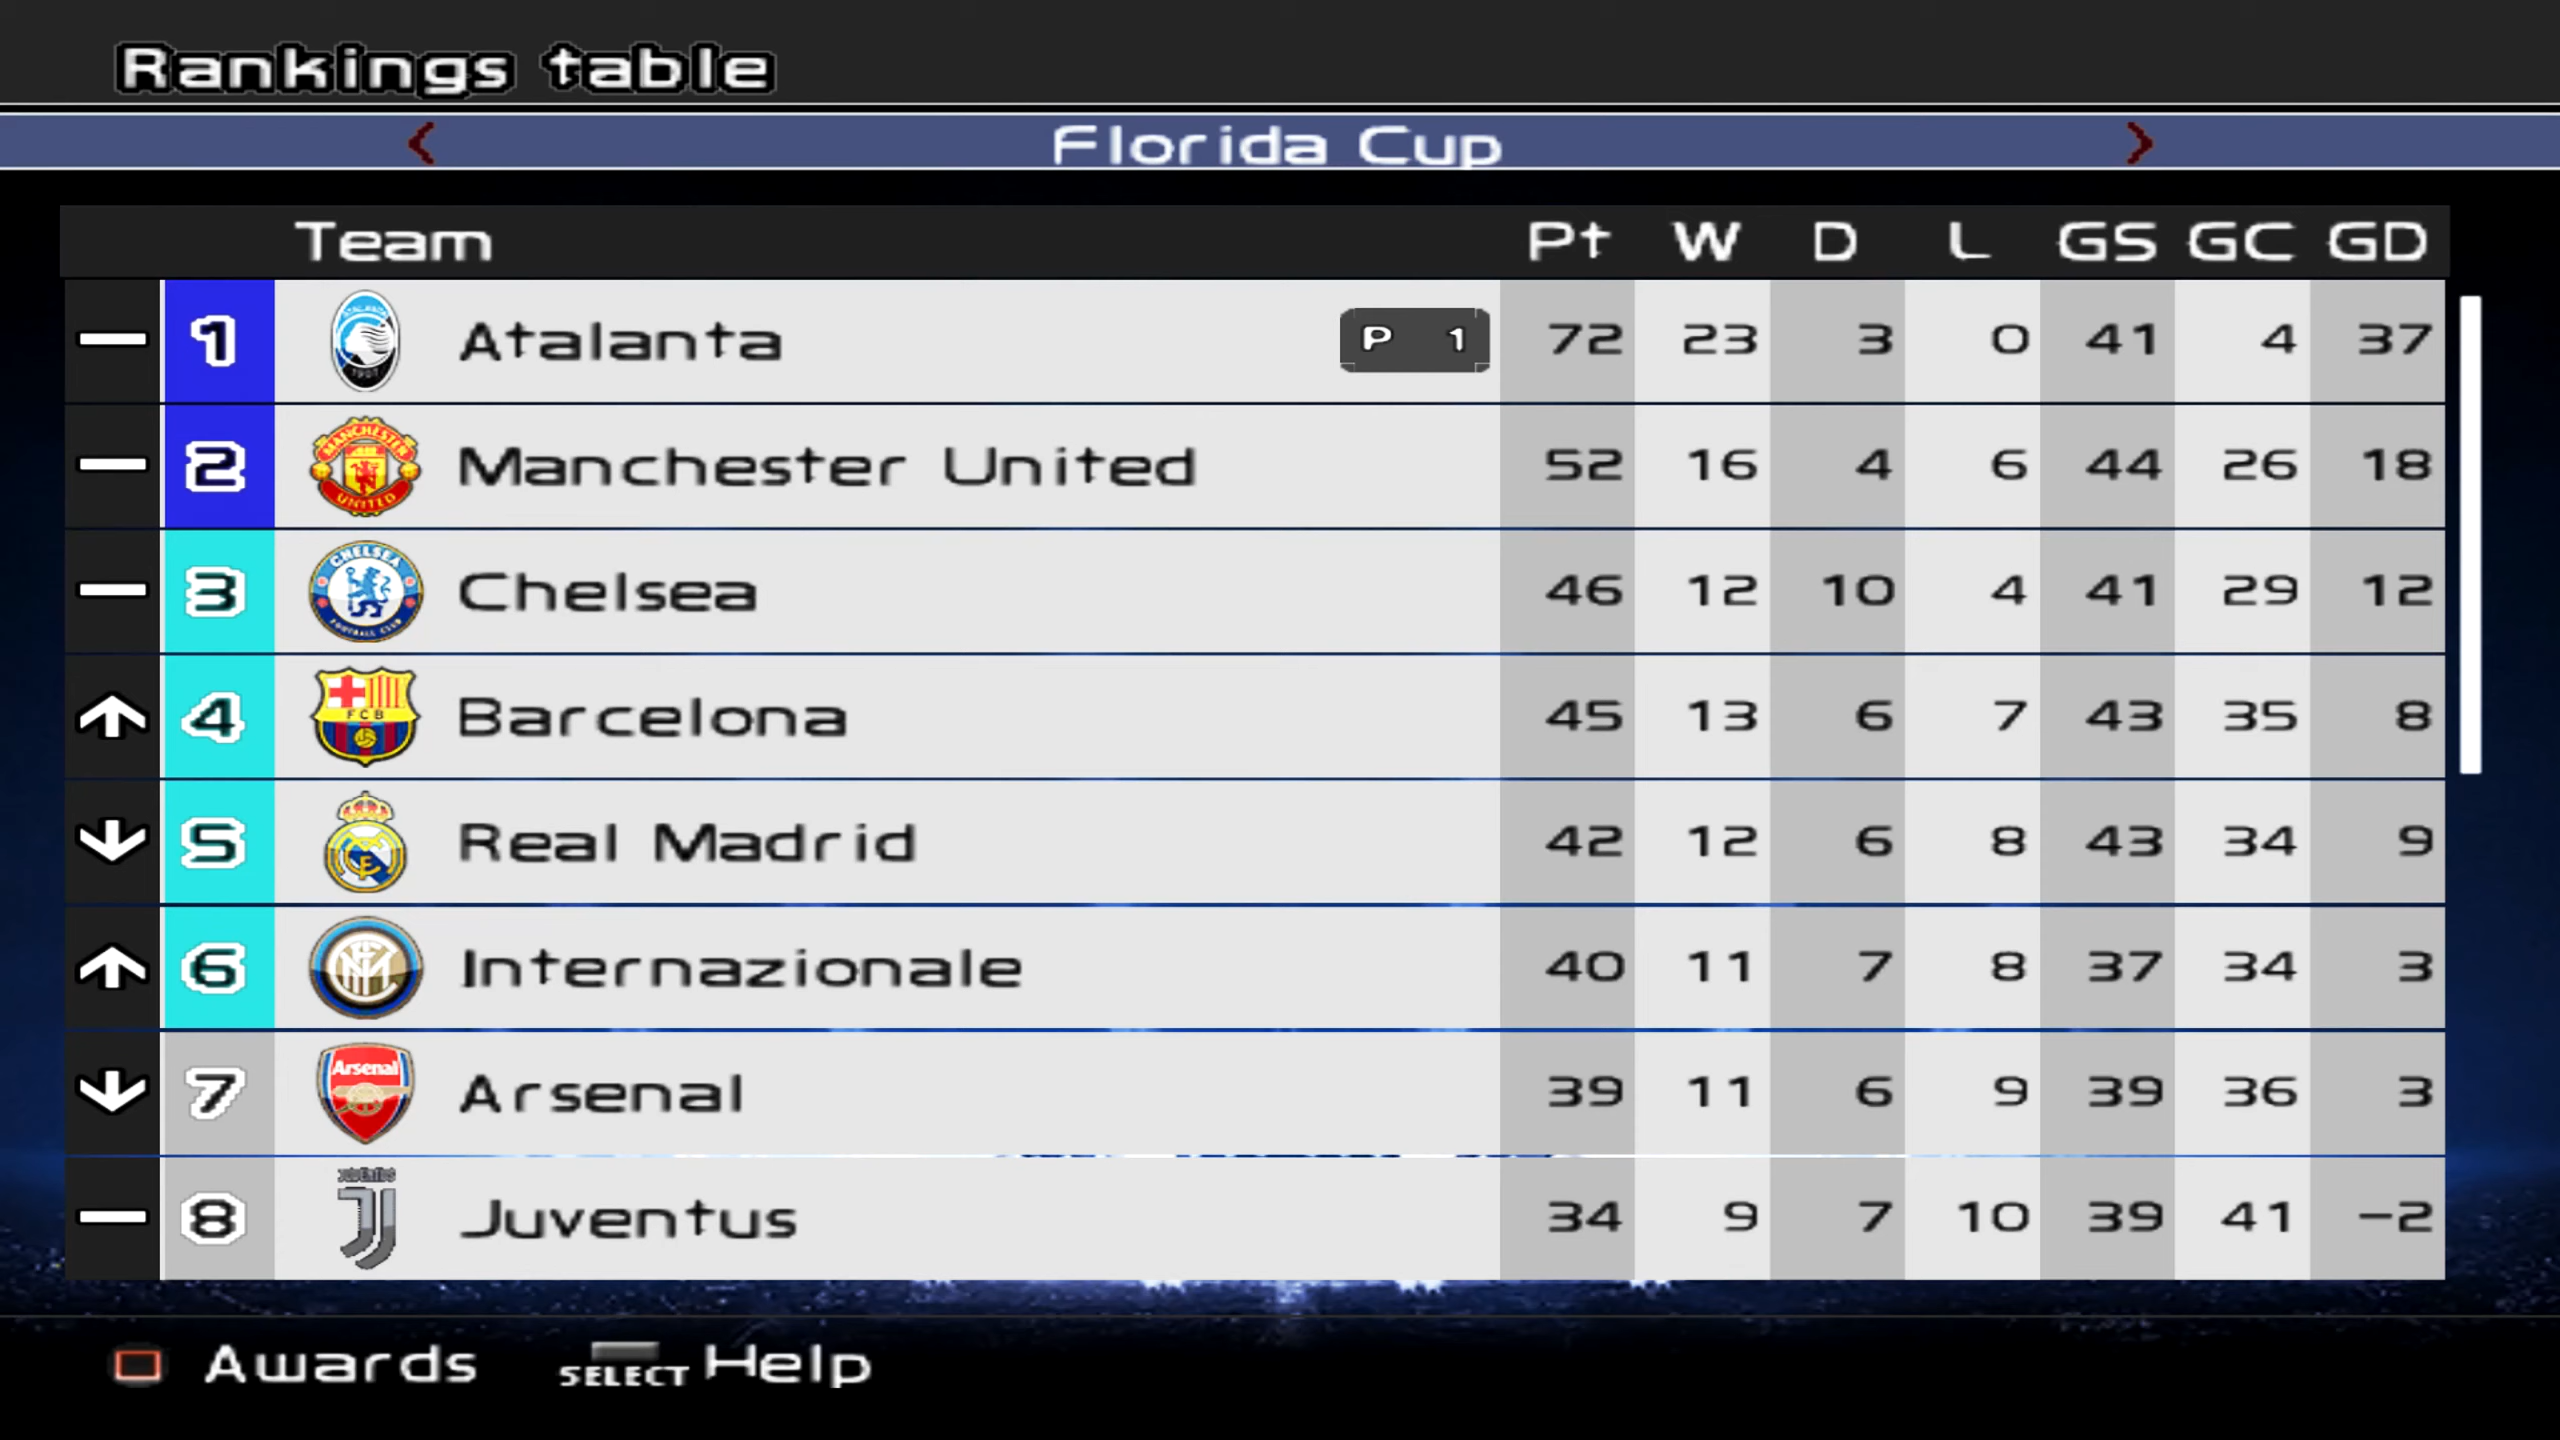 Rankings table
Florida Cup
Team Pt W D L GS GC GD
1 Atalanta P 1 72 23 3 0 41 4 37
2 Manchester United 52 16 4 6 44 26 18
3 Chelsea 46 12 10 4 41 29 12
4 Barcelona 45 13 6 7 43 35 8
5 Real Madrid 42 12 6 8 43 34 9
6 Internazionale 40 11 7 8 37 34 3
7 Arsenal 39 11 6 9 39 36 3
8 Juventus 34 9 7 10 39 41 -2
Awards SELECT Help